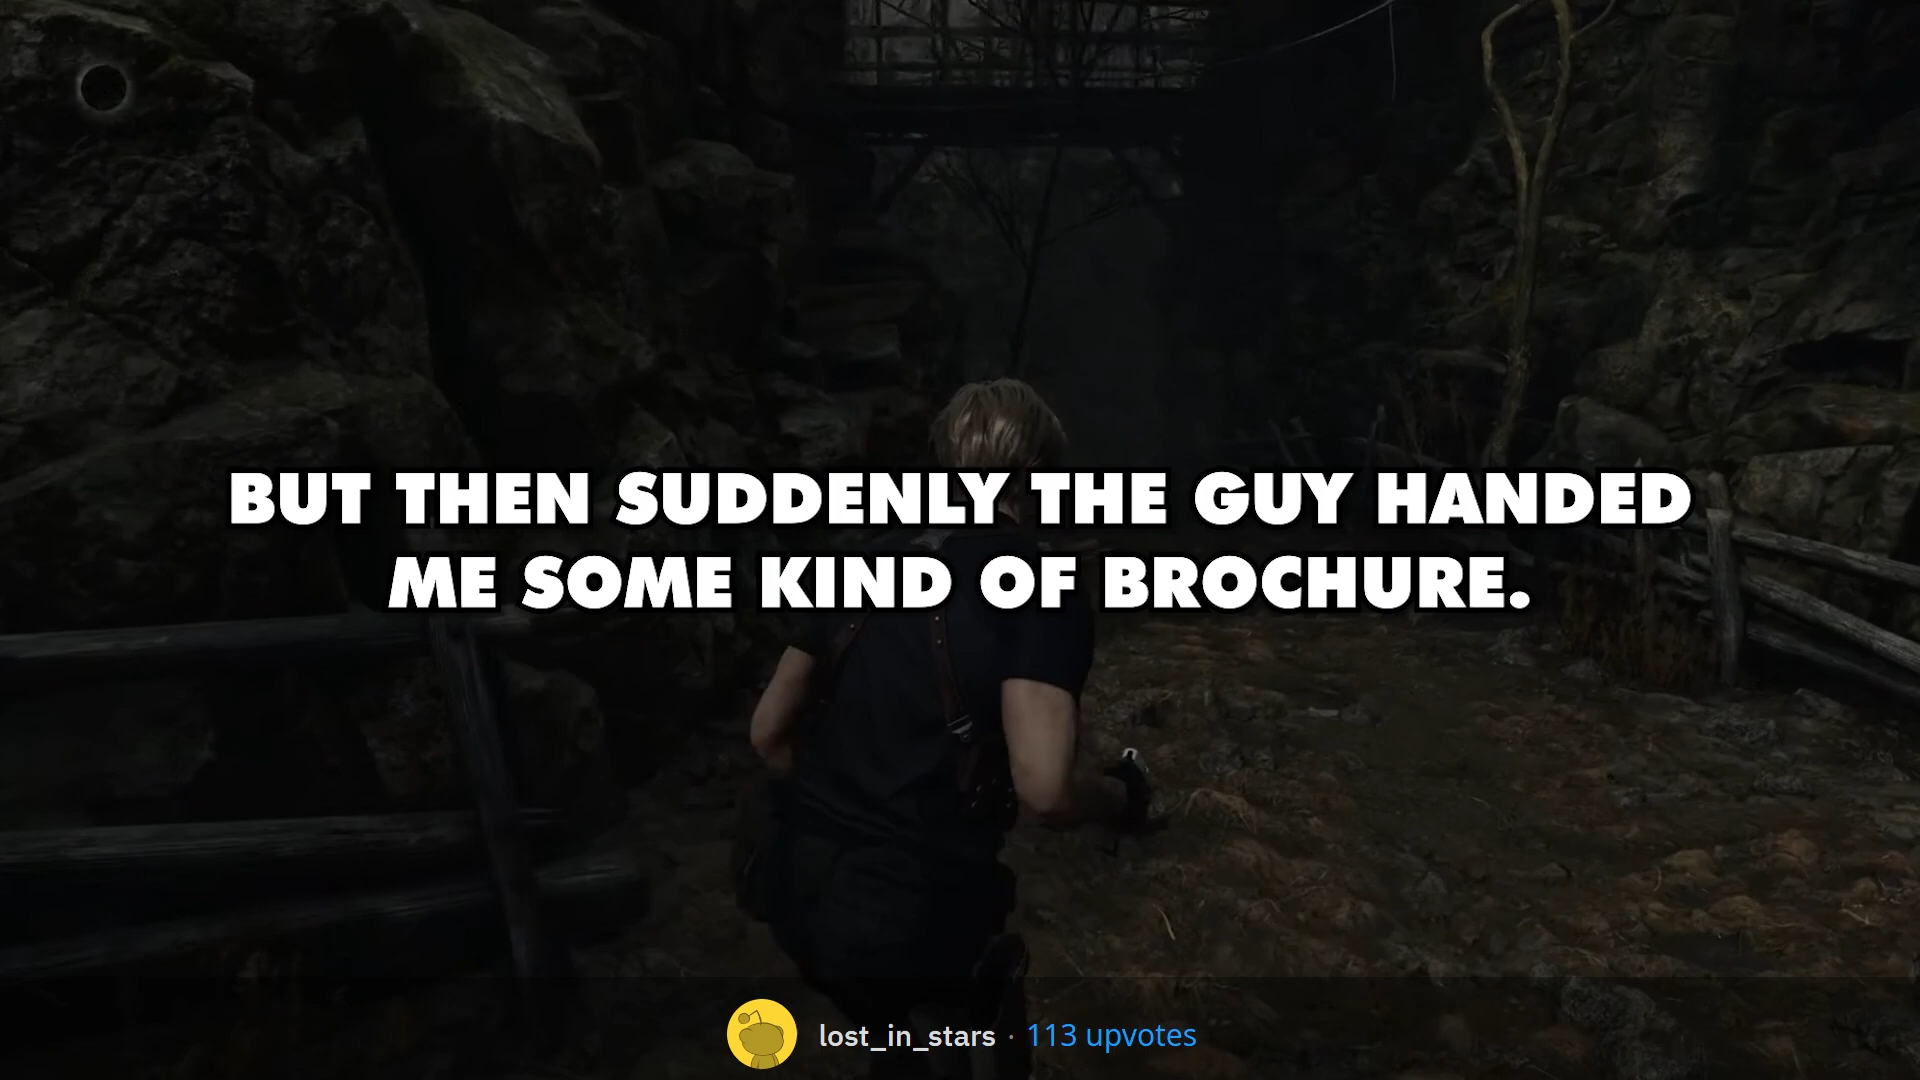 BUT THEN SUDDENLY THE GUY HANDED
ME SOME KIND OF BROCHURE.
lost_in_stars · 113 upvotes